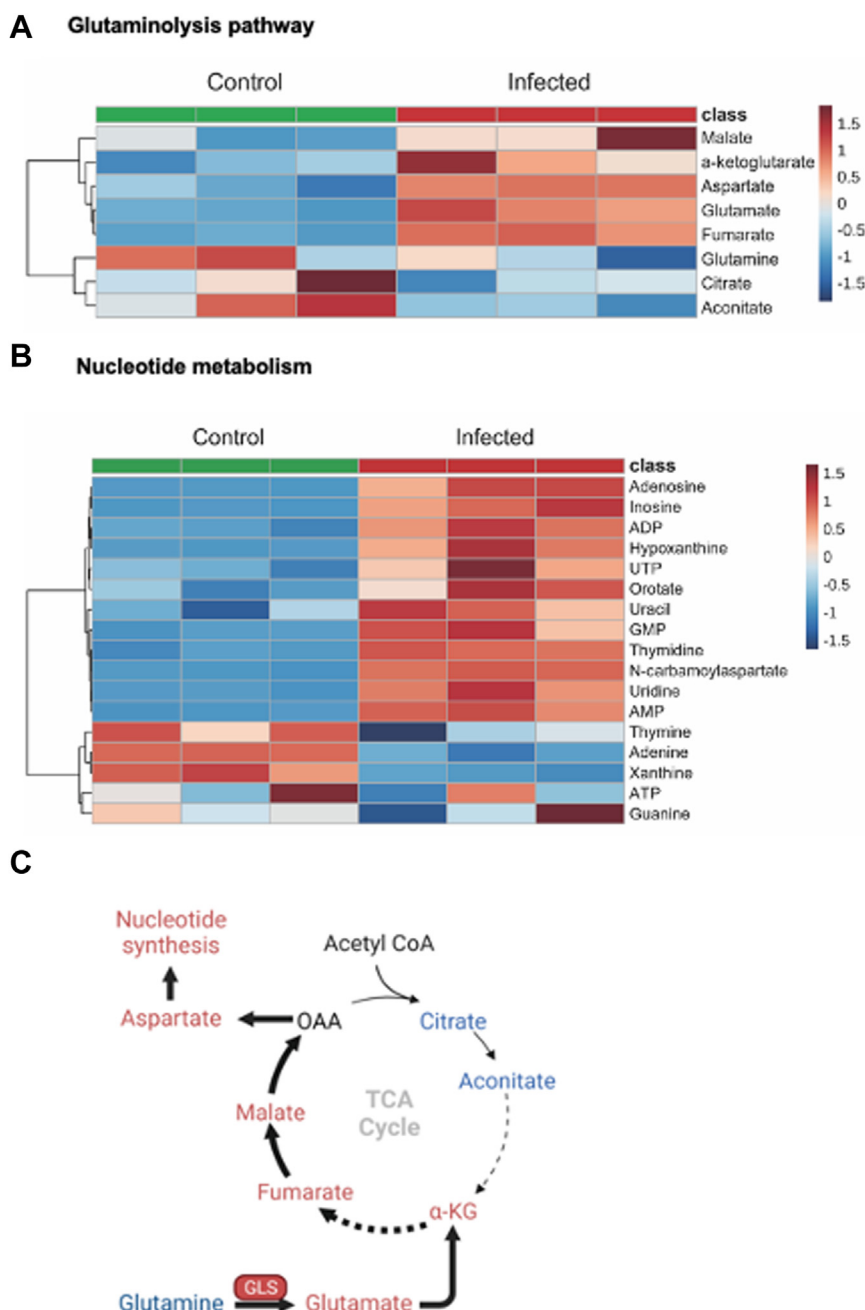 A Glutaminolysis pathway
Control Infected
class
Malate
a-ketoglutarate
Aspartate
Glutamate
Fumarate
Glutamine
Citrate
Aconitate
1.5
1
0.5
0
-0.5
-1
-1.5
B Nucleotide metabolism
Control Infected
class
Adenosine
Inosine
ADP
Hypoxanthine
UTP
Orotate
Uracil
GMP
Thymidine
N-carbamoylaspartate
Uridine
AMP
Thymine
Adenine
Xanthine
ATP
Guanine
1.5
1
0.5
0
-0.5
-1
-1.5
C
Nucleotide
synthesis
Acetyl CoA
Aspartate
OAA
Citrate
Aconitate
TCA
Cycle
Malate
Fumarate
α-KG
GLS
Glutamine
Glutamate